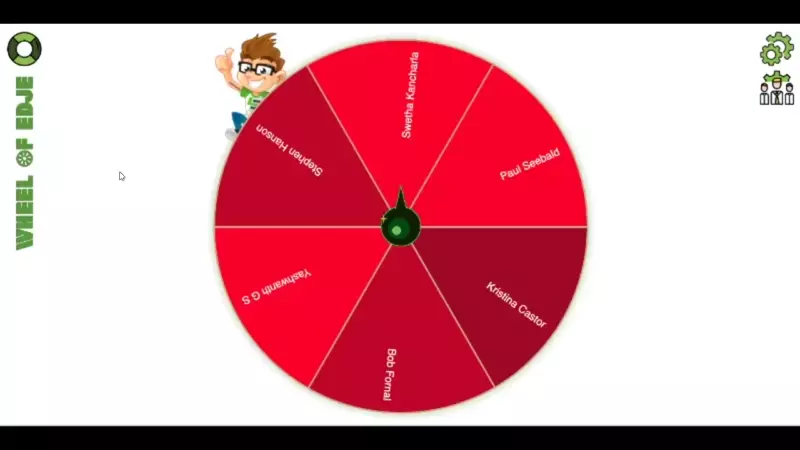 WHEEL OF EDJE
Swetha Kancharla
Paul Seebald
Kristina Castor
Bob Fornal
Yashwanth G S
Stephen Hanson